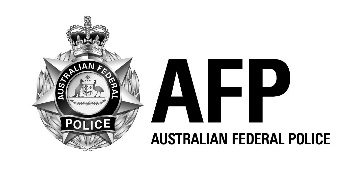 AUSTRALIAN FEDERAL
POLICE
AFP
AUSTRALIAN FEDERAL POLICE